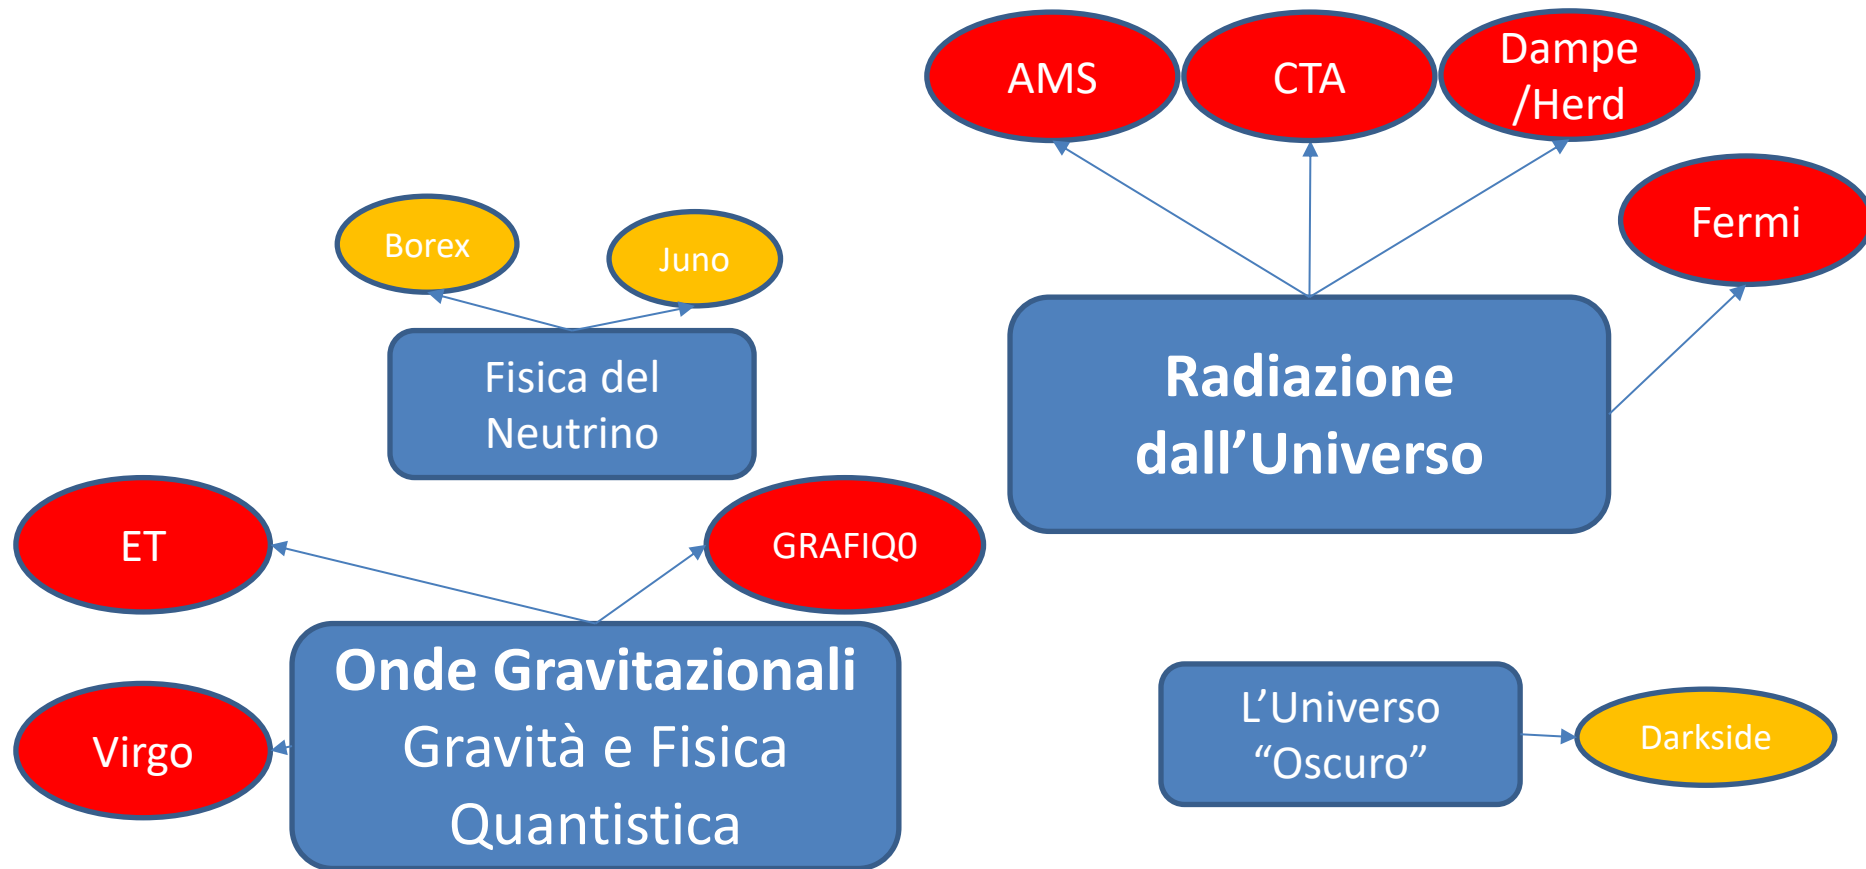 AMS
CTA
Dampe
/Herd
Fermi
Borex
Juno
Fisica del
Neutrino
Radiazione
dall’Universo
ET
GRAFIQ0
Virgo
Onde Gravitazionali
Gravità e Fisica
Quantistica
L’Universo
“Oscuro”
Darkside